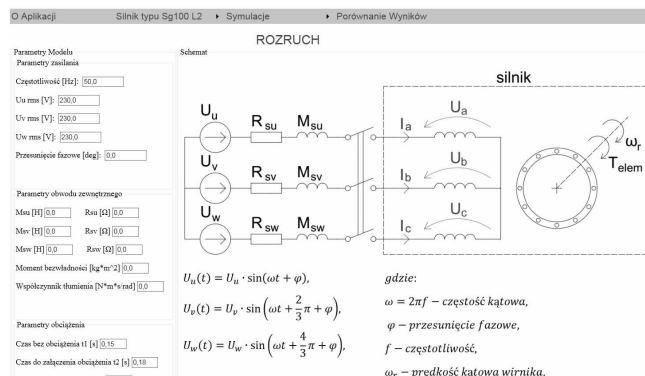 O Aplikacji Silnik typu Sg100 L2 Symulacje Porównanie Wyników
ROZRUCH
Parametry Modelu
Parametry zasilania
Częstotliwość [Hz]: 50,0
Uu rms [V]: 230,0
Uv rms [V]: 230,0
Uw rms [V]: 230,0
Przesunięcie fazowe [deg]: 0,0
Parametry obwodu zewnętrznego
Msu [H] 0,0 Rsu [Ω] 0,0
Msv [H] 0,0 Rsv [Ω] 0,0
Msw [H] 0,0 Rsw [Ω] 0,0
Moment bezwładności [kg*m^2] 0,0
Współczynnik tłumienia [N*m*s/rad] 0,0
Parametry obciążenia
Czas bez obciążenia t1 [s] 0,15
Czas do załączenia obciążenia t2 [s] 0,18
Schemat
silnik
Uu Rsu Msu Ia Ua
Uv Rsv Msv Ib Ub
Uw Rsw Msw Ic Uc
ωr
Telem
Uu(t) = Uu · sin(ωt + φ),
Uv(t) = Uv · sin(ωt + 2/3 π + φ),
Uw(t) = Uw · sin(ωt + 4/3 π + φ),
gdzie:
ω = 2πf − częstość kątowa,
φ − przesunięcie fazowe,
f − częstotliwość,
ωr − prędkość kątowa wirnika,